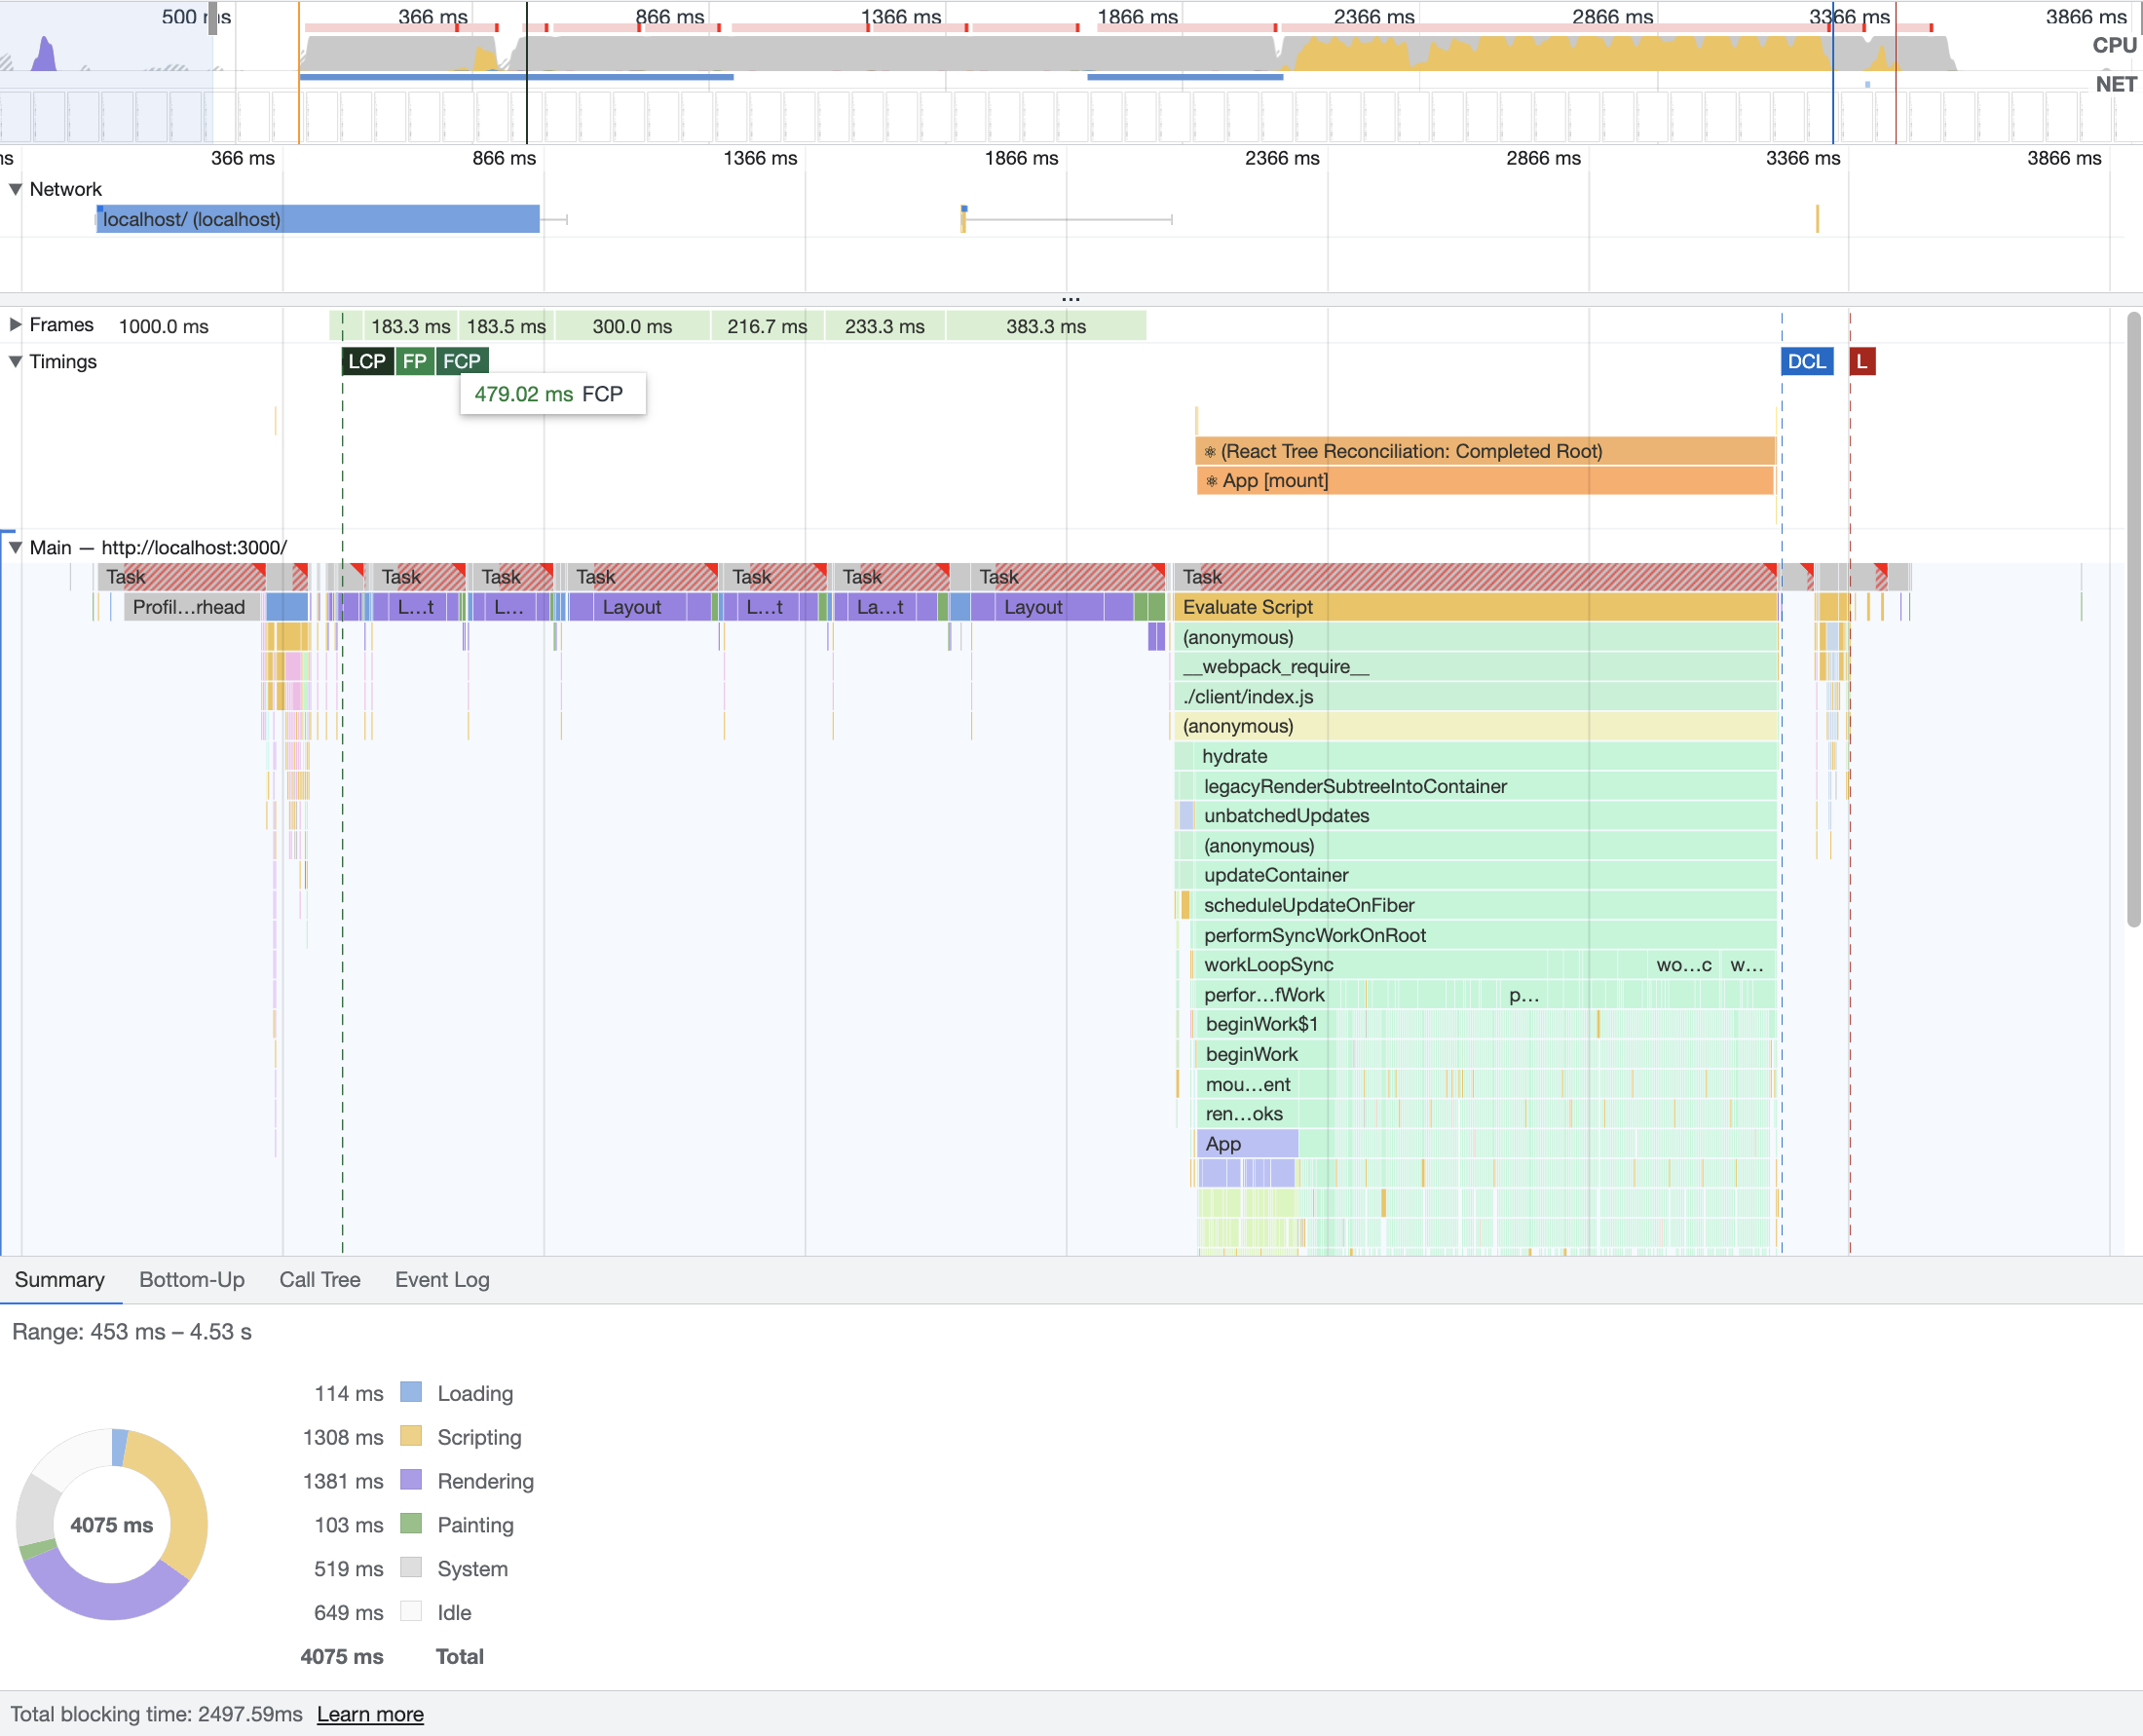 500 ms 366 ms 866 ms 1366 ms 1866 ms 2366 ms 2866 ms 3366 ms 3866 ms
CPU
NET
ms 366 ms 866 ms 1366 ms 1866 ms 2366 ms 2866 ms 3366 ms 3866 ms
Network
localhost/ (localhost)
...
Frames 1000.0 ms 183.3 ms 183.5 ms 300.0 ms 216.7 ms 233.3 ms 383.3 ms
Timings LCP FP FCP DCL L
479.02 ms FCP
(React Tree Reconciliation: Completed Root)
App [mount]
Main — http://localhost:3000/
Task Task Task Task Task Task Task Task
Profil…rhead L…t L… Layout L…t La…t Layout Evaluate Script
(anonymous)
__webpack_require__
./client/index.js
(anonymous)
hydrate
legacyRenderSubtreeIntoContainer
unbatchedUpdates
(anonymous)
updateContainer
scheduleUpdateOnFiber
performSyncWorkOnRoot
workLoopSync wo…c w…
perfor…fWork p…
beginWork$1
beginWork
mou…ent
ren…oks
App
Summary Bottom-Up Call Tree Event Log
Range: 453 ms – 4.53 s
114 ms Loading
1308 ms Scripting
1381 ms Rendering
4075 ms
103 ms Painting
519 ms System
649 ms Idle
4075 ms Total
Total blocking time: 2497.59ms Learn more